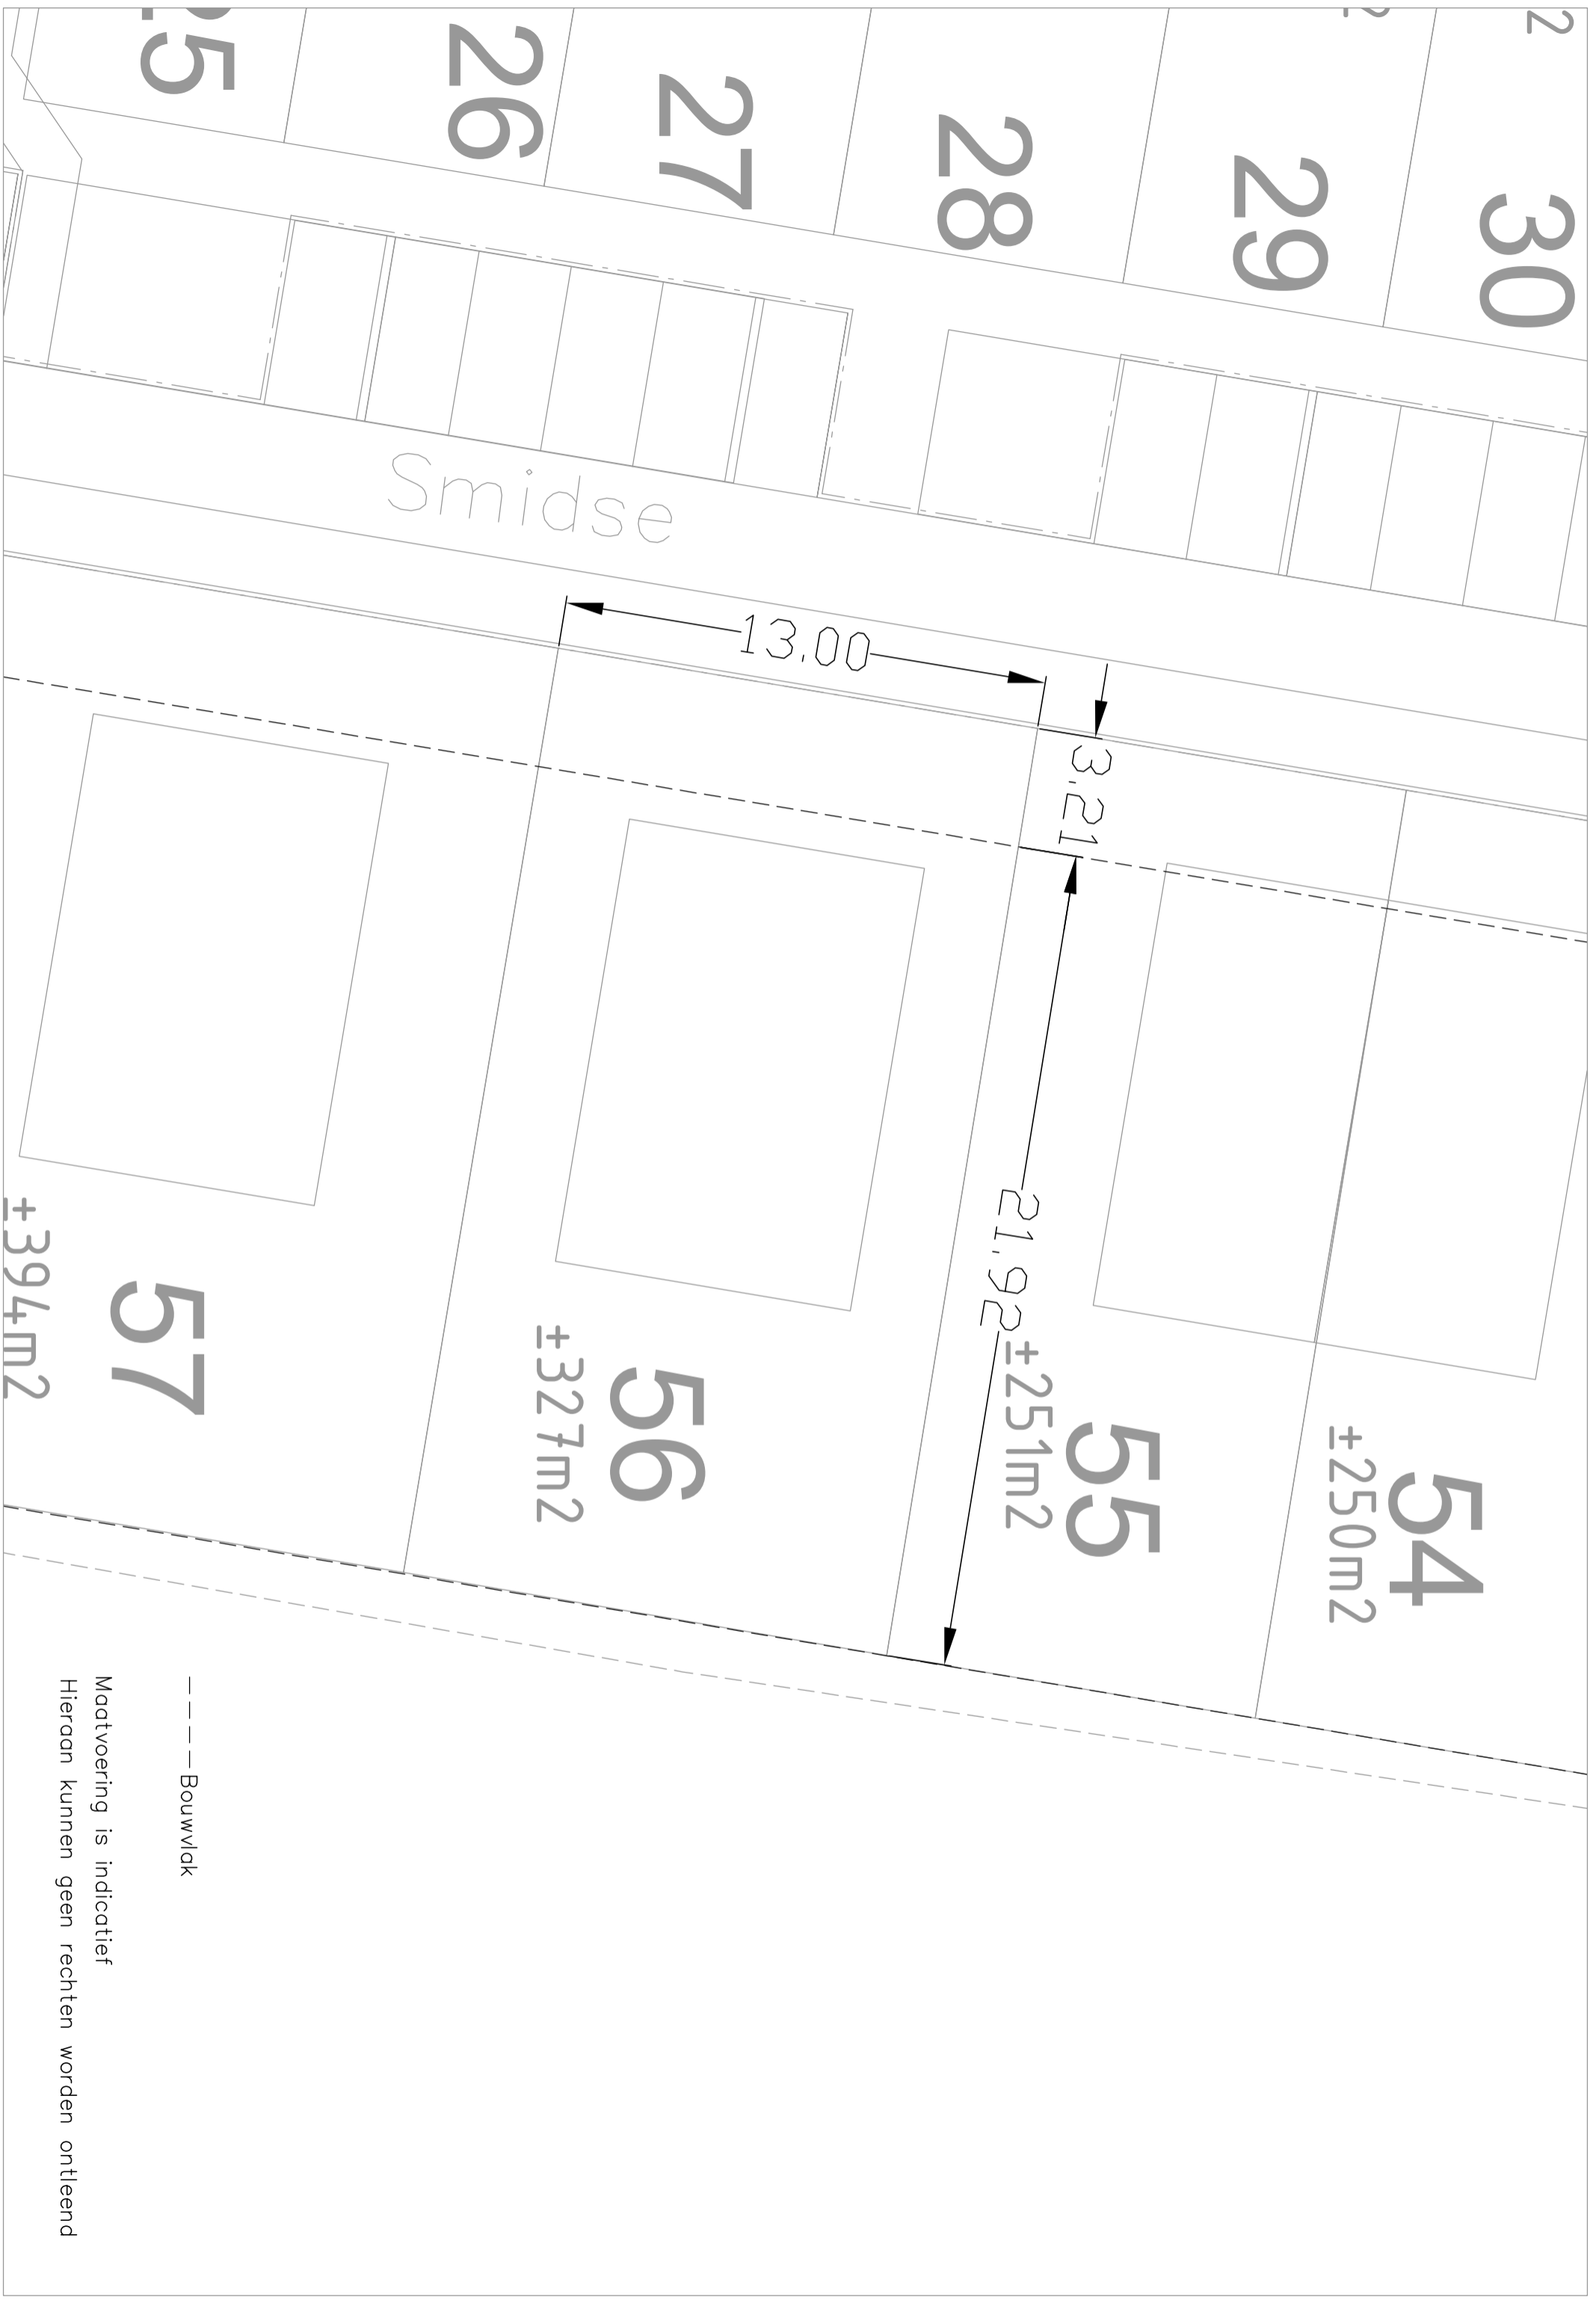 25
26
27
28
29
30
2
Smidse
13.00
3.21
21.92
57
±394m2
56
±327m2
55
±251m2
54
±250m2
————Bouwvlak
Maatvoering is indicatief
Hieraan kunnen geen rechten worden ontleend